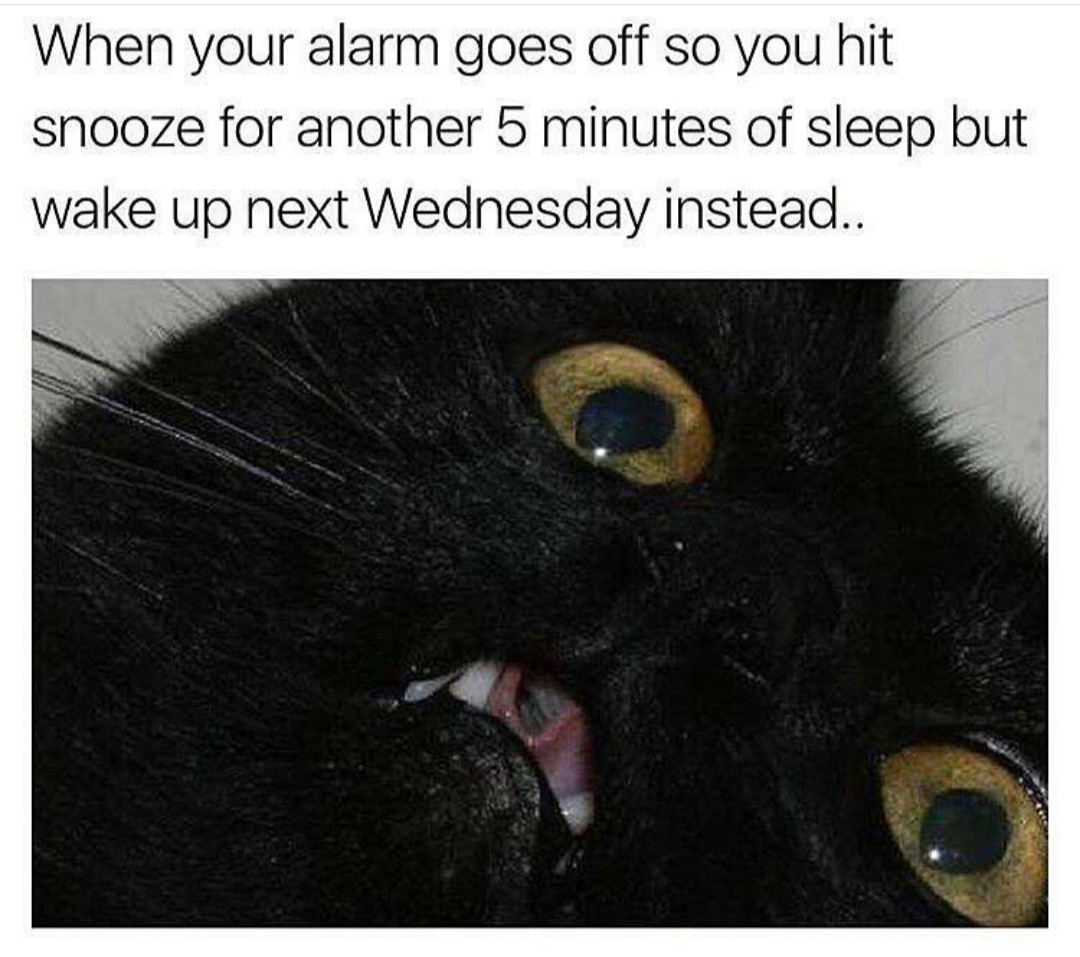 When your alarm goes off so you hit
snooze for another 5 minutes of sleep but
wake up next Wednesday instead..